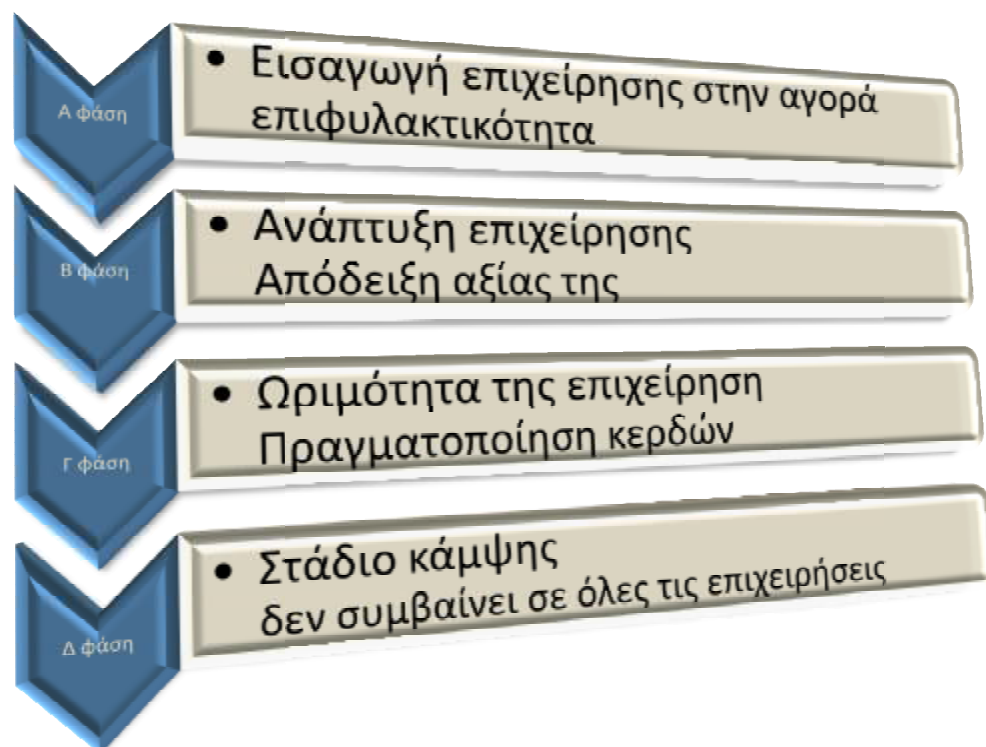 Α φάση
• Εισαγωγή επιχείρησης στην αγορά
επιφυλακτικότητα
Β φάση
• Ανάπτυξη επιχείρησης
Απόδειξη αξίας της
Γ φάση
• Ωριμότητα της επιχείρηση
Πραγματοποίηση κερδών
Δ φάση
• Στάδιο κάμψης
δεν συμβαίνει σε όλες τις επιχειρήσεις